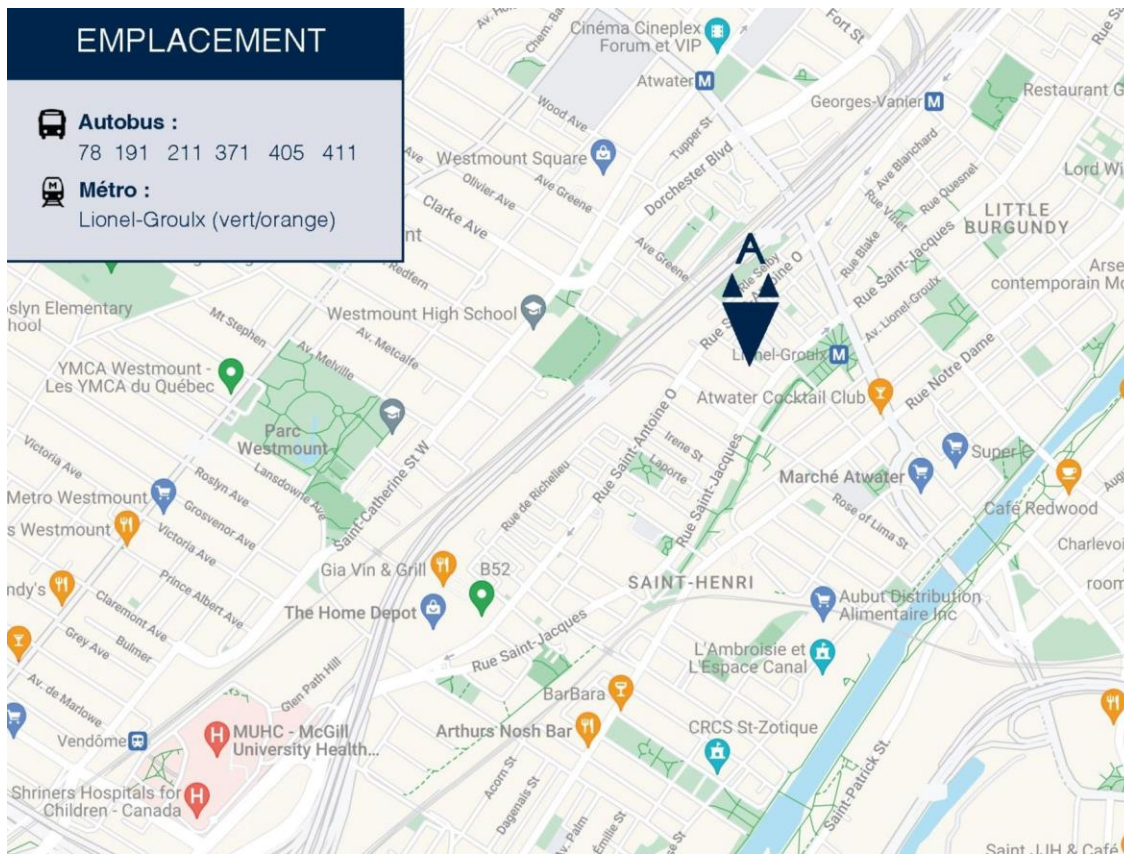 EMPLACEMENT
Autobus :
78 191 211 371 405 411
Métro :
Lionel-Groulx (vert/orange)
Cinéma Cineplex
Forum et VIP
Atwater
M
Fort St
Georges-Vanier
M
Restaurant
Wood Ave
Tupper St
Westmount Square
Ave Greene
Olivier Ave
Clarke Ave
Dorchester Blvd
Ave Blanchard
Rue Vinet
Rue Quesnel
Lord
LITTLE
BURGUNDY
Ave Greene
A
Rue Selby
Rue Blake
Rue Saint-Jacques
contemporain
Redfern
Elementary
Mt Stephen
Westmount High School
Av. Lionel-Groulx
Av. Melville
Av. Metcalfe
Lionel-Groulx
M
YMCA Westmount -
Les YMCA du Québec
Atwater Cocktail Club
Rue Notre Dame
Parc
Westmount
Rue Saint-Antoine O
Irene St
Laporte
Rue Saint-Jacques
Super C
Marché Atwater
Café Redwood
Victoria Ave
Roslyn Ave
Lansdowne Ave
Saint-Catherine St W
Rue de Richelieu
Metro Westmount
Grosvenor Ave
Westmount
Victoria Ave
Rose of Lima St
Gia Vin & Grill
B52
SAINT-HENRI
Prince Albert Ave
The Home Depot
Aubut Distribution
Alimentaire Inc
Claremont Ave
Bulmer
Grey Ave
Rue Saint-Jacques
L'Ambroisie et
L'Espace Canal
Glen Path Hill
Av. de Marlowe
BarBara
Vendôme
MUHC - McGill
University Health...
Arthurs Nosh Bar
CRCS St-Zotique
Saint-Patrick St.
Acorn St
Shriners Hospitals for
Children - Canada
Dagenais St
Av. Palm
Émilie St
Saint JJH & Café